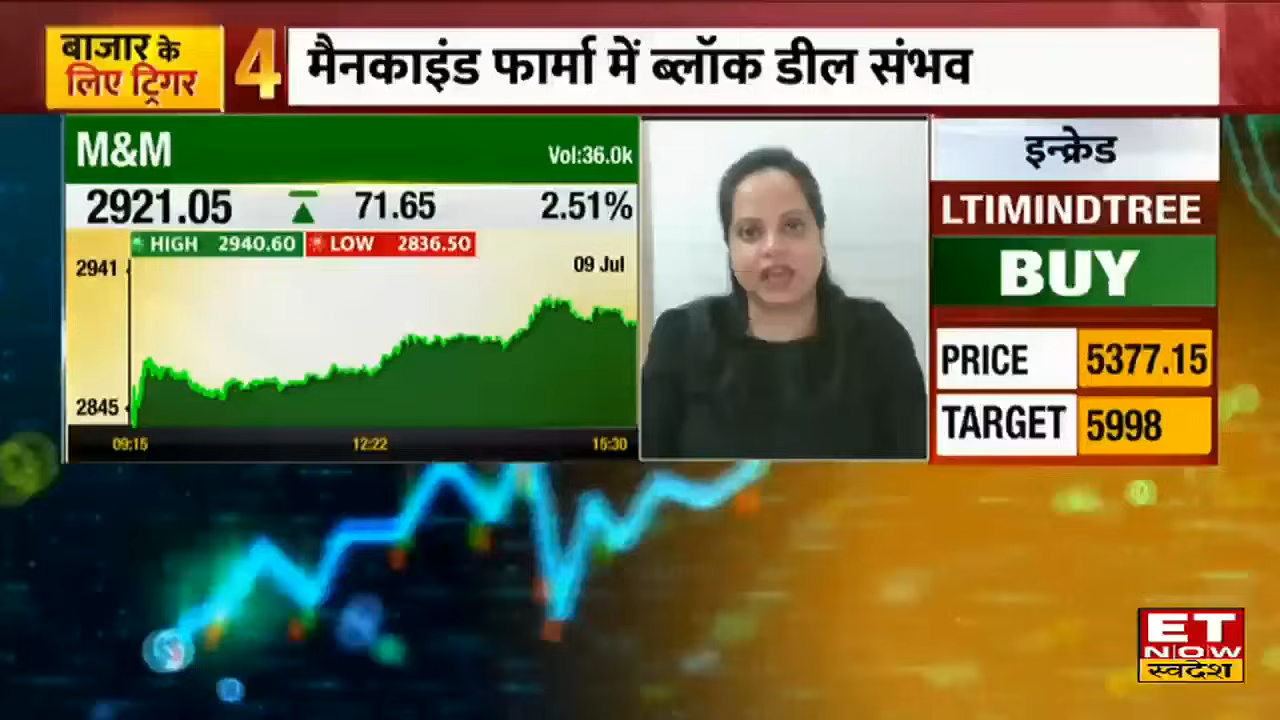 बाजार के
लिए ट्रिगर
4
मैनकाइंड फार्मा में ब्लॉक डील संभव
M&M
Vol:36.0k
2921.05 71.65 2.51%
HIGH 2940.60 LOW 2836.50
2941
09 Jul
2845
09:15 12:22 15:30
इन्क्रेड
LTIMINDTREE
BUY
PRICE 5377.15
TARGET 5998
ET
NOW
स्वदेश